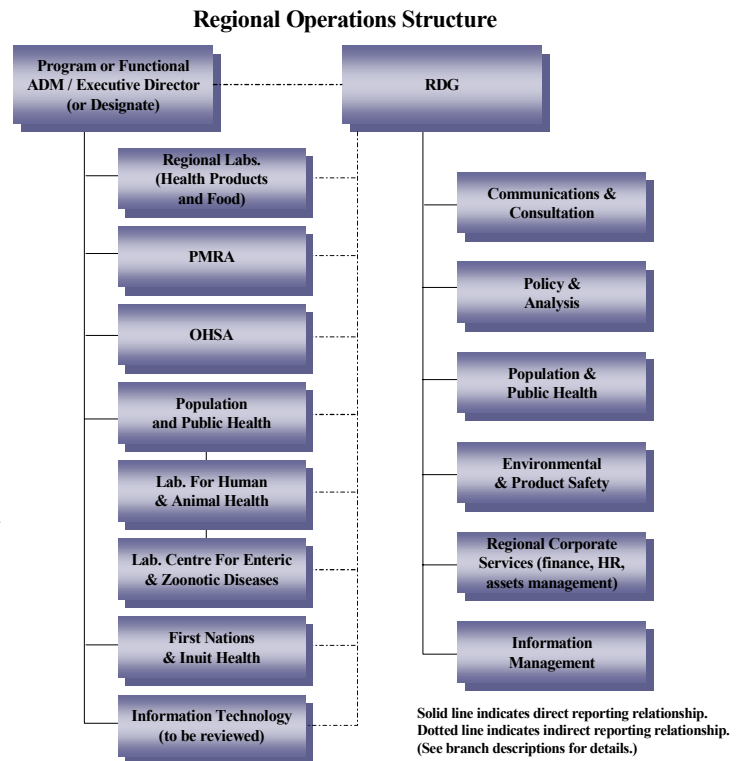 Regional Operations Structure
Program or Functional
ADM / Executive Director
(or Designate)
RDG
Regional Labs.
(Health Products
and Food)
PMRA
OHSA
Population
and Public Health
Lab. For Human
& Animal Health
Lab. Centre For Enteric
& Zoonotic Diseases
First Nations
& Inuit Health
Information Technology
(to be reviewed)
Communications &
Consultation
Policy &
Analysis
Population &
Public Health
Environmental
& Product Safety
Regional Corporate
Services (finance, HR,
assets management)
Information
Management
Solid line indicates direct reporting relationship.
Dotted line indicates indirect reporting relationship.
(See branch descriptions for details.)